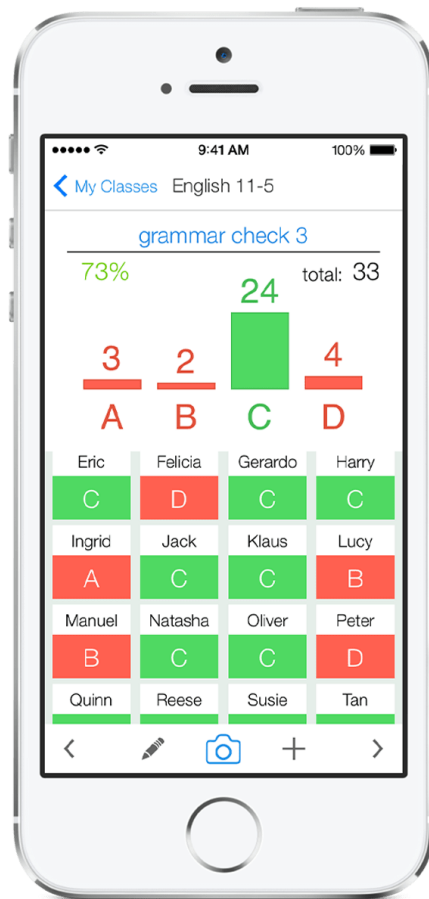 9:41 AM 100%
My Classes English 11-5
grammar check 3
73% total: 33
24
3 2 4
A B C D
Eric Felicia Gerardo Harry
C D C C
Ingrid Jack Klaus Lucy
A C C B
Manuel Natasha Oliver Peter
B C C D
Quinn Reese Susie Tan